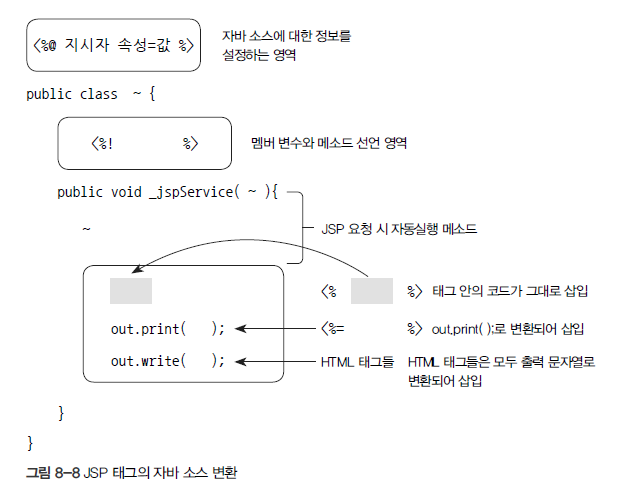 <%@ 지시자 속성=값 %>
자바 소스에 대한 정보를
설정하는 영역
public class ~ {
<%! %>
멤버 변수와 메소드 선언 영역
public void _jspService( ~ ){
~
JSP 요청 시 자동실행 메소드
<% %> 태그 안의 코드가 그대로 삽입
out.print( );
<%= %> out.print( );로 변환되어 삽입
out.write( );
HTML 태그들
HTML 태그들은 모두 출력 문자열로
변환되어 삽입
}
}
그림 8-8 JSP 태그의 자바 소스 변환